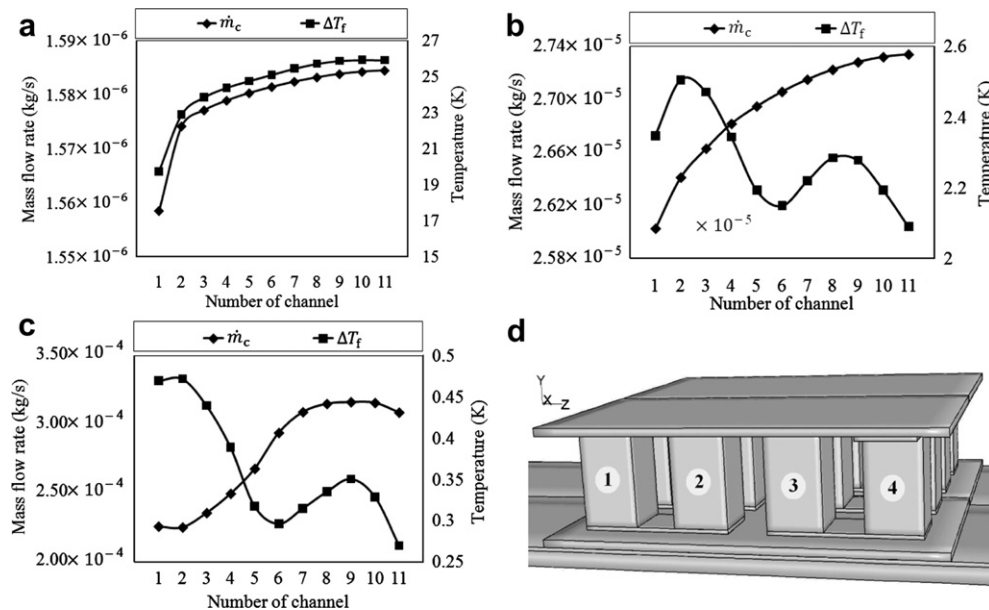 a
ṁc ΔTf
1.59× 10⁻⁶
1.58× 10⁻⁶
1.57× 10⁻⁶
1.56× 10⁻⁶
1.55× 10⁻⁶
Mass flow rate (kg/s)
27
25
23
21
19
17
15
Temperature (K)
1 2 3 4 5 6 7 8 9 10 11
Number of channel
b
ṁc ΔTf
2.74× 10⁻⁵
2.70× 10⁻⁵
2.66× 10⁻⁵
2.62× 10⁻⁵
2.58× 10⁻⁵
Mass flow rate (kg/s)
× 10⁻⁵
2.6
2.4
2.2
2
Temperature (K)
1 2 3 4 5 6 7 8 9 10 11
Number of channel
c
ṁc ΔTf
3.50× 10⁻⁴
3.00× 10⁻⁴
2.50× 10⁻⁴
2.00× 10⁻⁴
Mass flow rate (kg/s)
0.5
0.45
0.4
0.35
0.3
0.25
Temperature (K)
1 2 3 4 5 6 7 8 9 10 11
Number of channel
d
Y
X Z
1 2 3 4